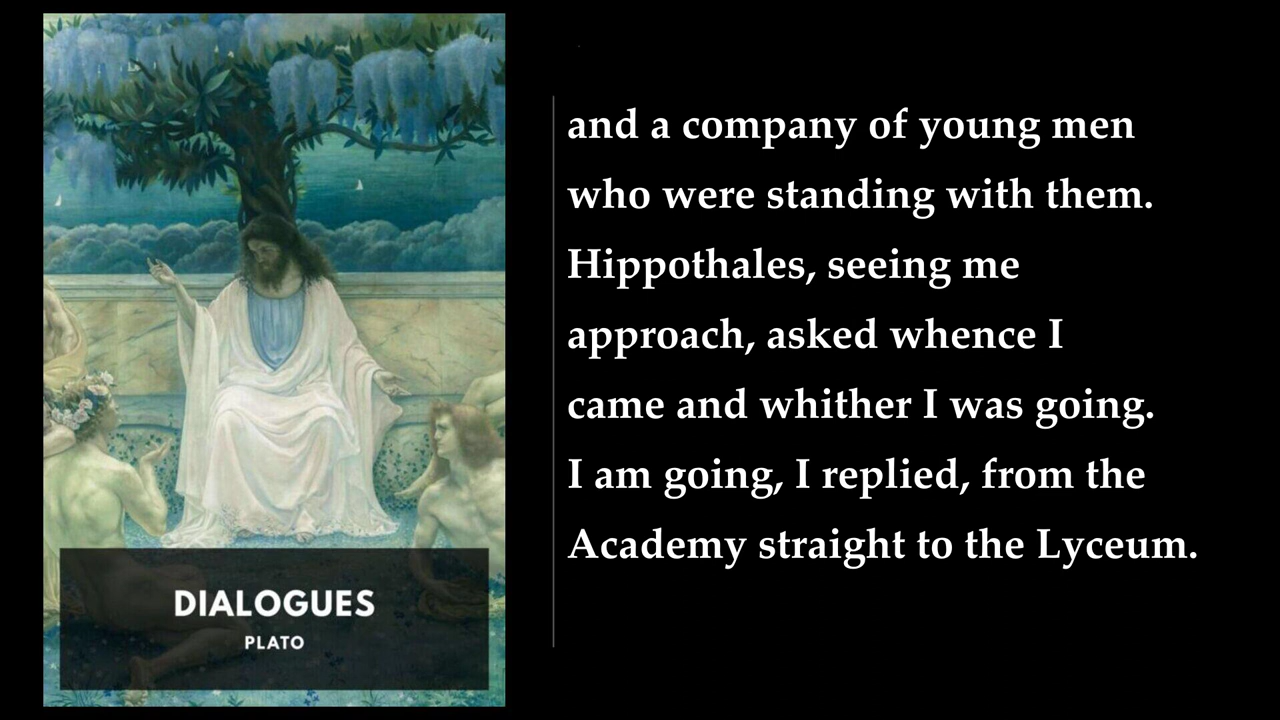 DIALOGUES
PLATO
and a company of young men
who were standing with them.
Hippothales, seeing me
approach, asked whence I
came and whither I was going.
I am going, I replied, from the
Academy straight to the Lyceum.